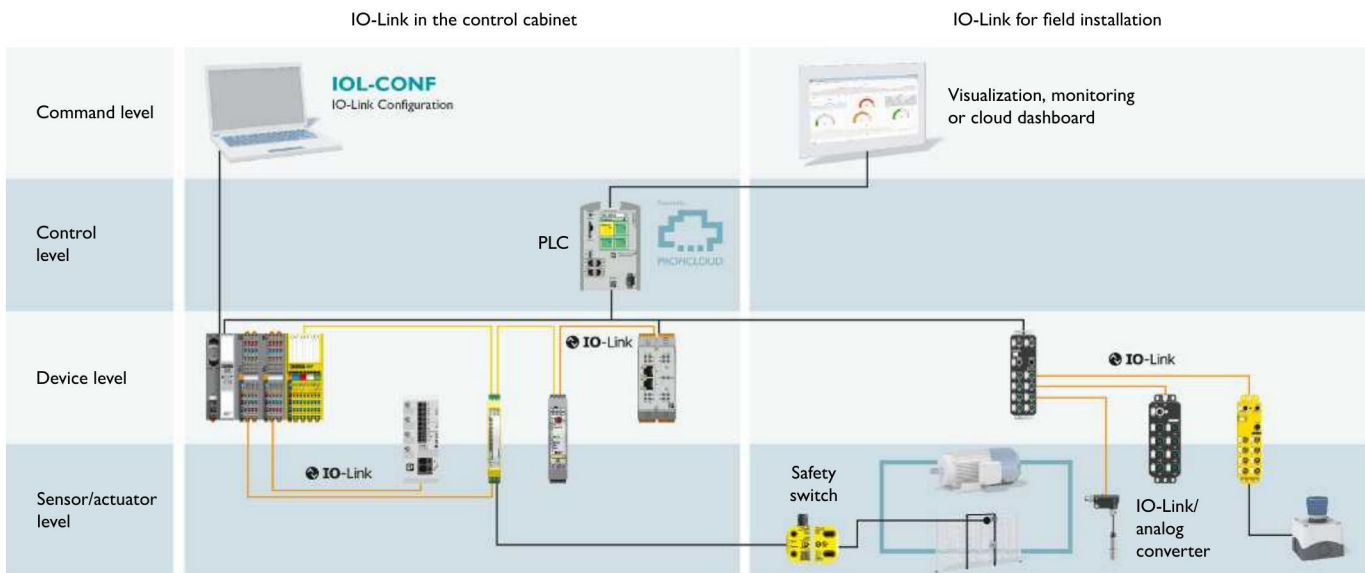 IO-Link in the control cabinet
IO-Link for field installation
Command level
IOL-CONF
IO-Link Configuration
Visualization, monitoring
or cloud dashboard
Control
level
PLC
PROFICLOUD
Device level
IO-Link
IO-Link
IO-Link
Sensor/actuator
level
Safety
switch
IO-Link/
analog
converter